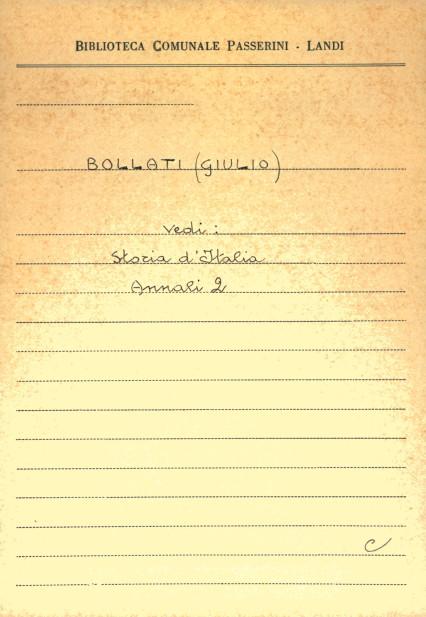 BIBLIOTECA COMUNALE PASSERINI - LANDI
BOLLATI (GIULIO)
Vedi:
Storia d'Italia
Annali 2
C